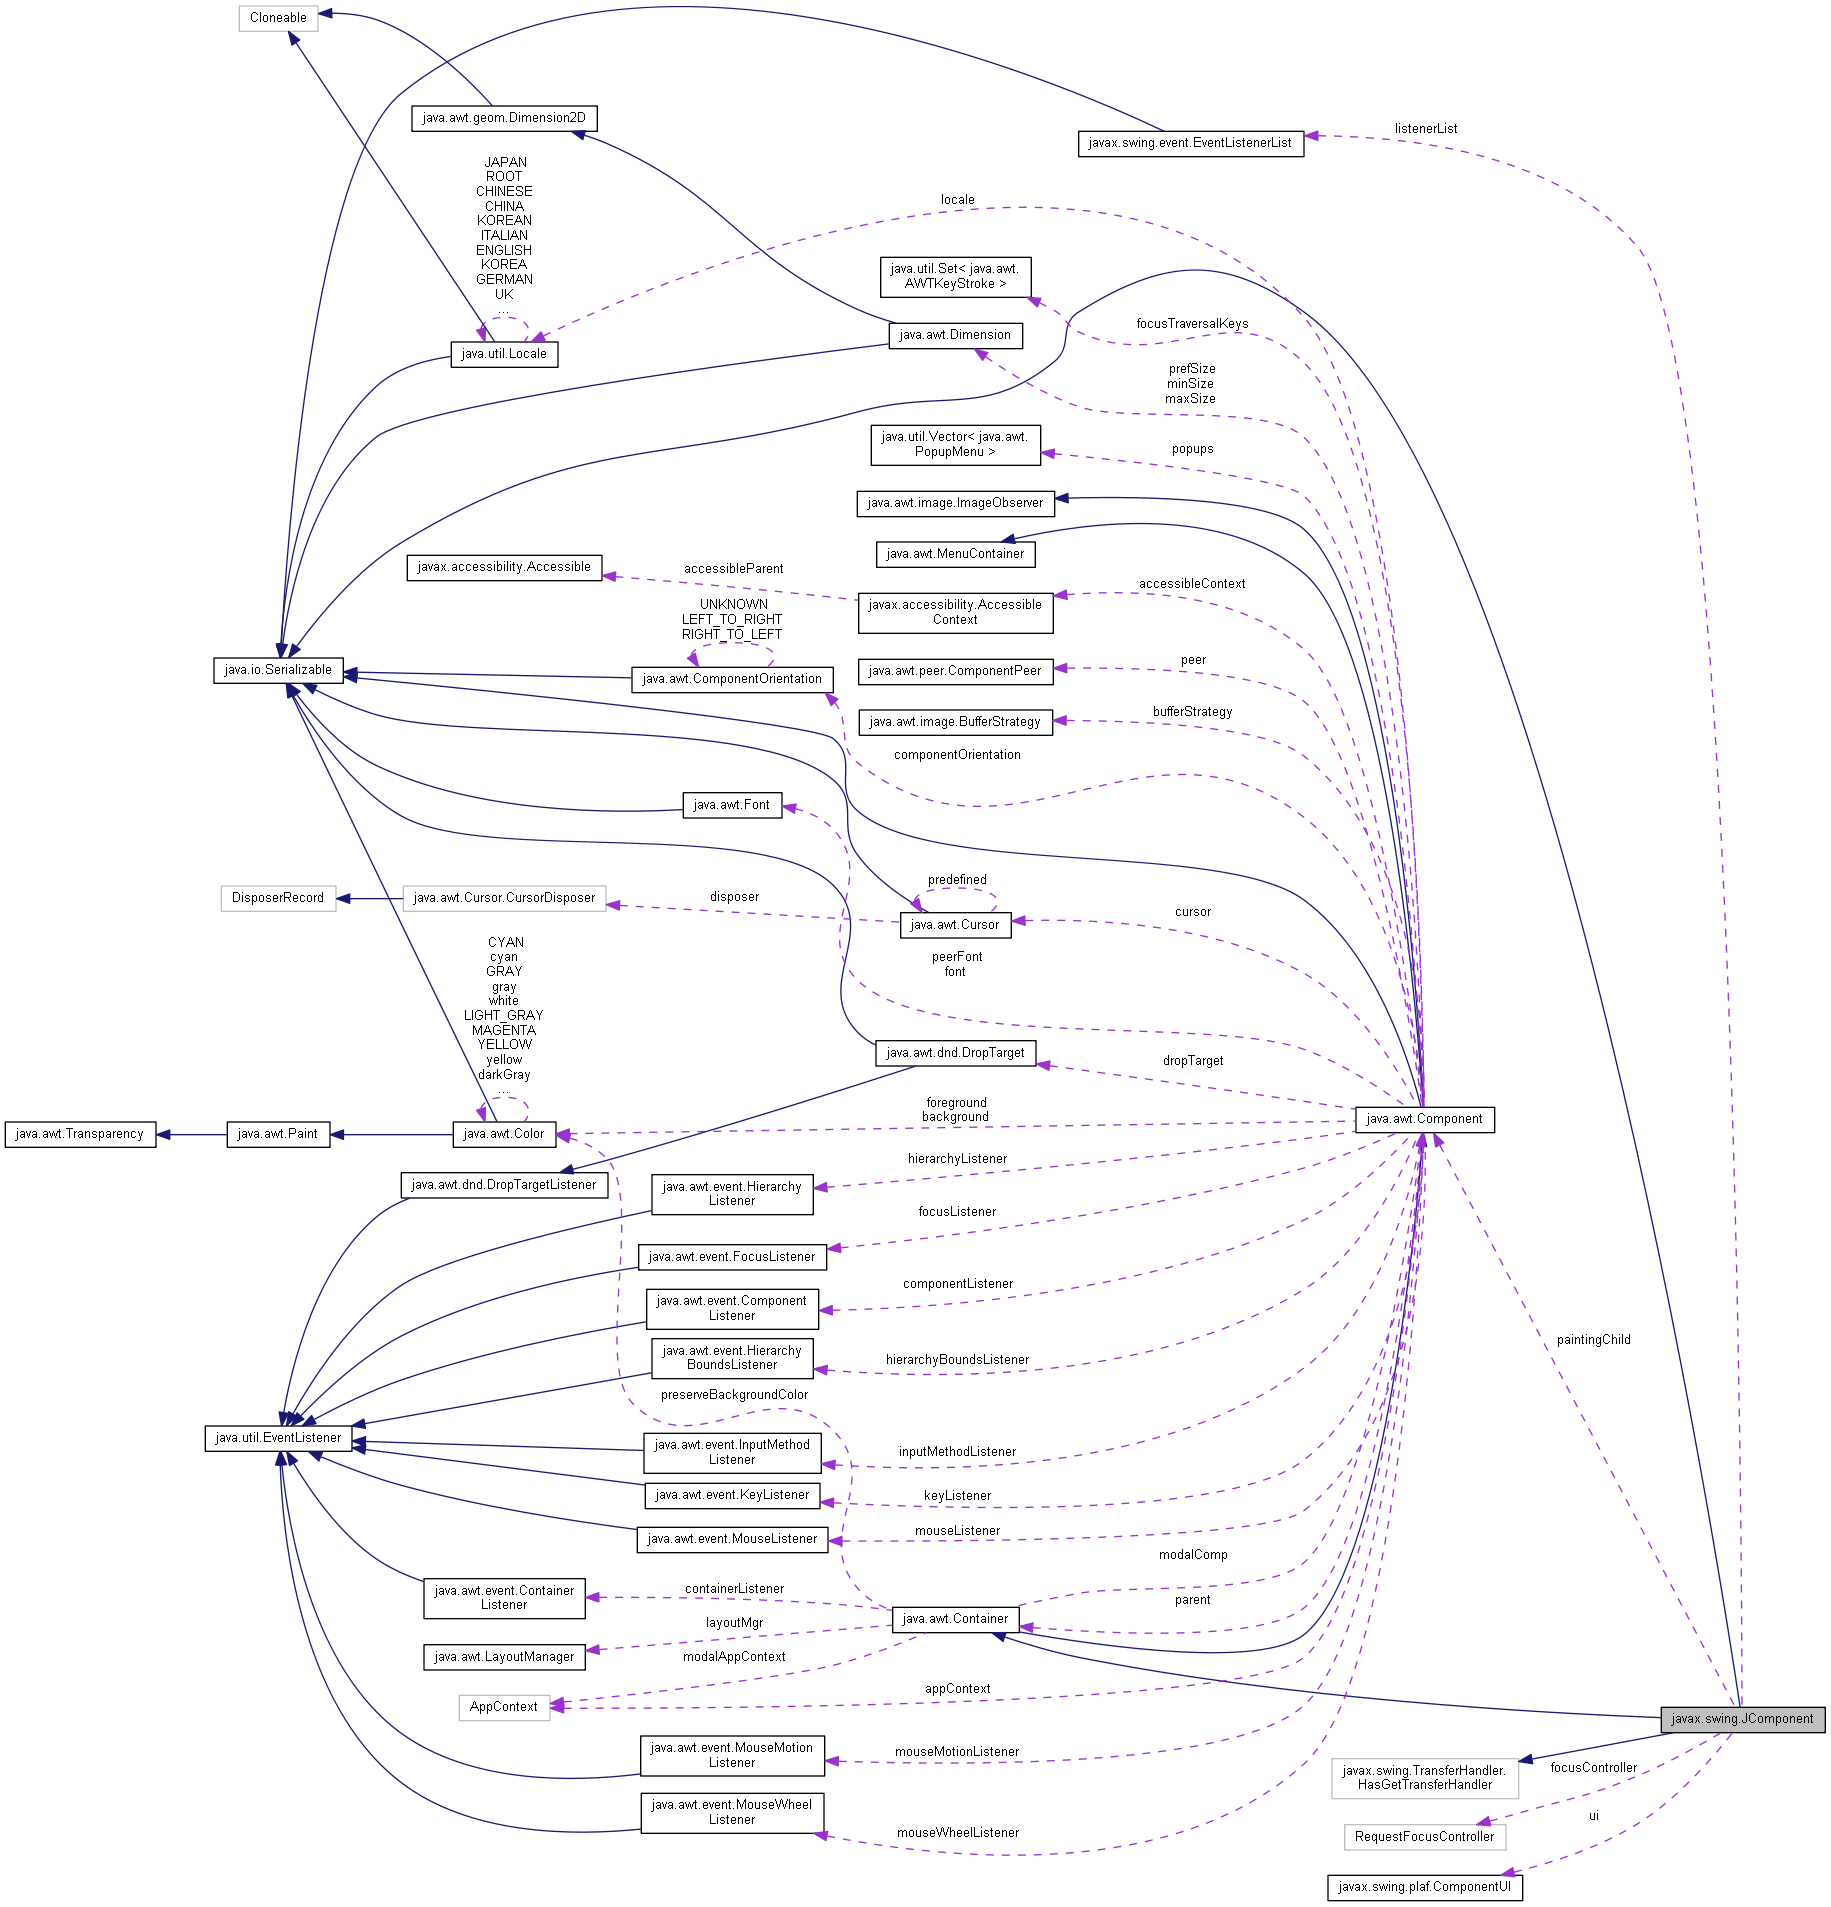 Cloneable
java.awt.geom.Dimension2D
listenerList
javax.swing.event.EventListenerList
JAPAN
ROOT
CHINESE
CHINA
KOREAN
ITALIAN
ENGLISH
KOREA
GERMAN
UK
...
locale
java.util.Set< java.awt.
AWTKeyStroke >
focusTraversalKeys
java.awt.Dimension
java.util.Locale
prefSize
minSize
maxSize
java.util.Vector< java.awt.
PopupMenu >
popups
java.awt.image.ImageObserver
java.awt.MenuContainer
javax.accessibility.Accessible
accessibleParent
accessibleContext
javax.accessibility.Accessible
Context
UNKNOWN
LEFT_TO_RIGHT
RIGHT_TO_LEFT
java.io.Serializable
java.awt.ComponentOrientation
java.awt.peer.ComponentPeer
peer
java.awt.image.BufferStrategy
bufferStrategy
componentOrientation
java.awt.Font
DisposerRecord
java.awt.Cursor.CursorDisposer
disposer
predefined
java.awt.Cursor
cursor
CYAN
cyan
GRAY
gray
white
LIGHT_GRAY
MAGENTA
YELLOW
yellow
darkGray
...
peerFont
font
java.awt.dnd.DropTarget
dropTarget
foreground
background
java.awt.Component
java.awt.Transparency
java.awt.Paint
java.awt.Color
hierarchyListener
java.awt.dnd.DropTargetListener
java.awt.event.Hierarchy
Listener
focusListener
java.awt.event.FocusListener
componentListener
java.awt.event.Component
Listener
paintingChild
java.awt.event.Hierarchy
BoundsListener
hierarchyBoundsListener
preserveBackgroundColor
java.util.EventListener
java.awt.event.InputMethod
Listener
inputMethodListener
java.awt.event.KeyListener
keyListener
java.awt.event.MouseListener
mouseListener
modalComp
java.awt.event.Container
Listener
containerListener
parent
java.awt.Container
layoutMgr
java.awt.LayoutManager
modalAppContext
AppContext
appContext
javax.swing.JComponent
java.awt.event.MouseMotion
Listener
mouseMotionListener
javax.swing.TransferHandler.
HasGetTransferHandler
focusController
java.awt.event.MouseWheel
Listener
mouseWheelListener
ui
RequestFocusController
javax.swing.plaf.ComponentUI